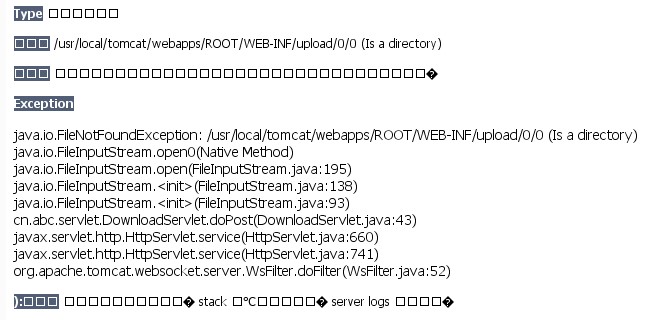 Type
/usr/local/tomcat/webapps/ROOT/WEB-INF/upload/0/0 (Is a directory)
Exception
java.io.FileNotFoundException: /usr/local/tomcat/webapps/ROOT/WEB-INF/upload/0/0 (Is a directory)
java.io.FileInputStream.open0(Native Method)
java.io.FileInputStream.open(FileInputStream.java:195)
java.io.FileInputStream.<init>(FileInputStream.java:138)
java.io.FileInputStream.<init>(FileInputStream.java:93)
cn.abc.servlet.DownloadServlet.doPost(DownloadServlet.java:43)
javax.servlet.http.HttpServlet.service(HttpServlet.java:660)
javax.servlet.http.HttpServlet.service(HttpServlet.java:741)
org.apache.tomcat.websocket.server.WsFilter.doFilter(WsFilter.java:52)
): stack ℃ server logs